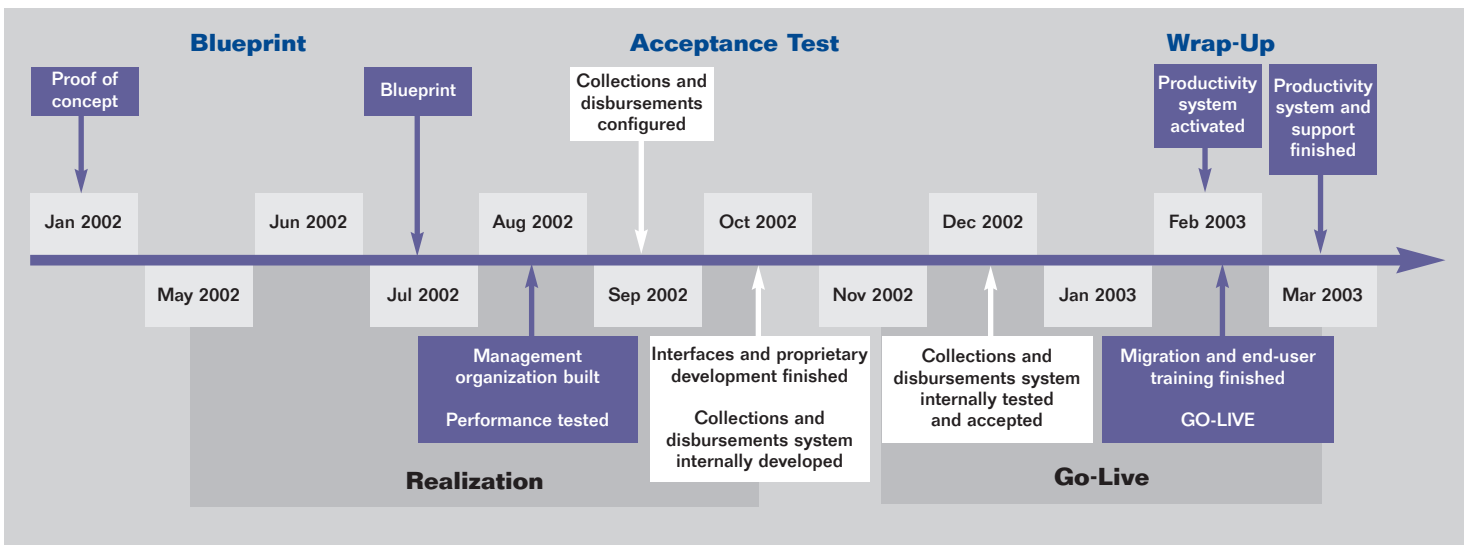 Blueprint
Acceptance Test
Wrap-Up
Proof of
concept
Blueprint
Collections and
disbursements
configured
Productivity
system
activated
Productivity
system and
support
finished
Jan 2002
Jun 2002
Aug 2002
Oct 2002
Dec 2002
Feb 2003
May 2002
Jul 2002
Sep 2002
Nov 2002
Jan 2003
Mar 2003
Management
organization built
Performance tested
Interfaces and proprietary
development finished
Collections and
disbursements system
internally developed
Collections and
disbursements system
internally tested
and accepted
Migration and end-user
training finished
GO-LIVE
Realization
Go-Live